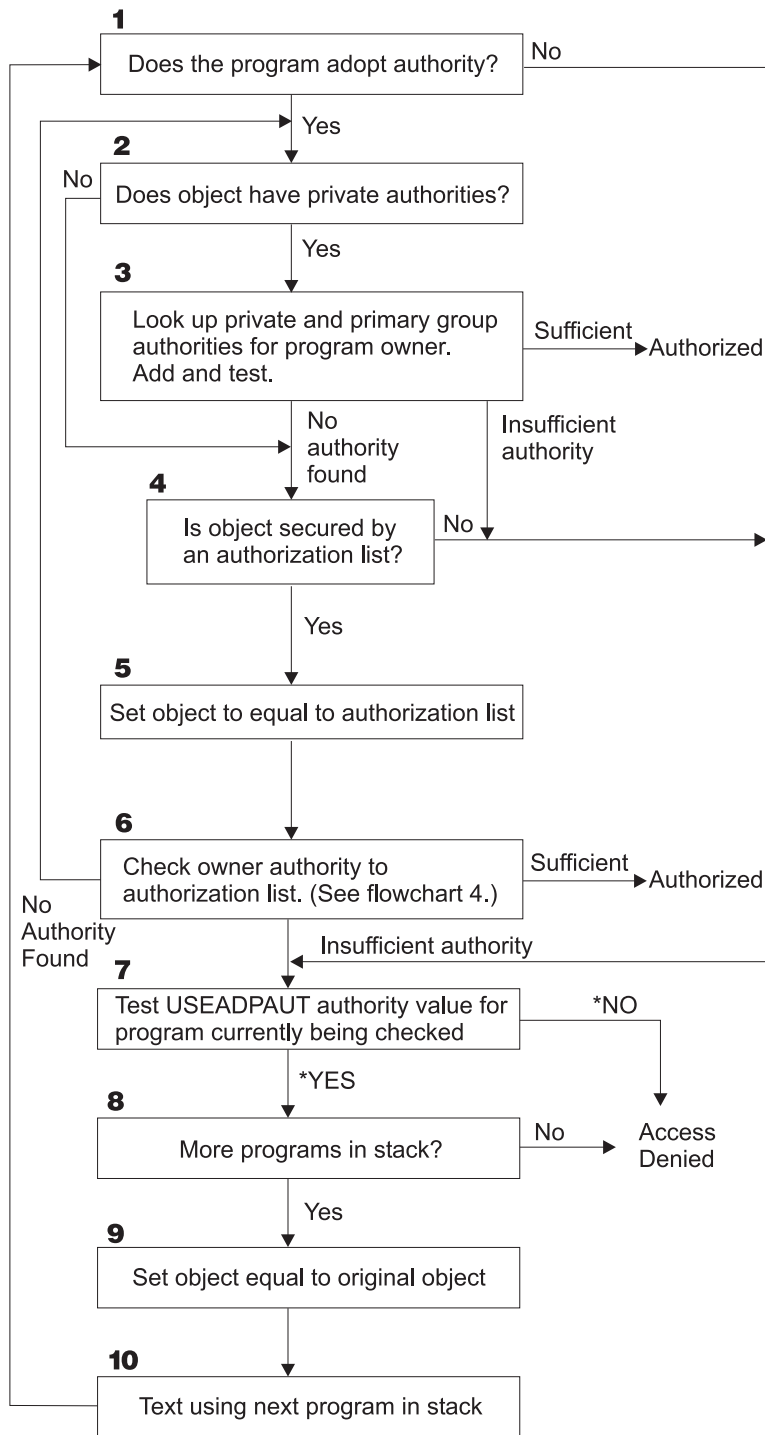 1
Does the program adopt authority?
No
Yes
2
No
Does object have private authorities?
Yes
3
Look up private and primary group
authorities for program owner.
Add and test.
Sufficient
Authorized
No
authority
found
Insufficient
authority
4
Is object secured by
an authorization list?
No
Yes
5
Set object to equal to authorization list
6
Check owner authority to
authorization list. (See flowchart 4.)
Sufficient
Authorized
No
Authority
Found
Insufficient authority
7
Test USEADPAUT authority value for
program currently being checked
*NO
*YES
8
More programs in stack?
No
Access
Denied
Yes
9
Set object equal to original object
10
Text using next program in stack